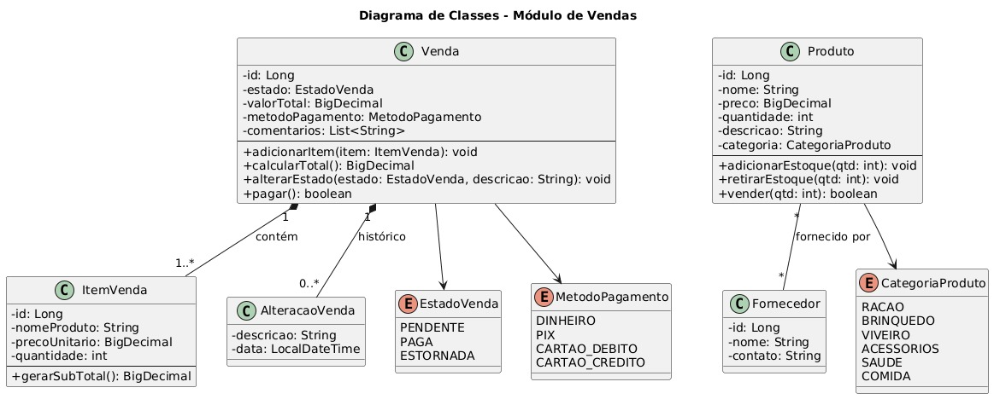 Diagrama de Classes - Módulo de Vendas
C Venda
-id: Long
-estado: EstadoVenda
-valorTotal: BigDecimal
-metodoPagamento: MetodoPagamento
-comentarios: List<String>
+adicionarItem(item: ItemVenda): void
+calcularTotal(): BigDecimal
+alterarEstado(estado: EstadoVenda, descricao: String): void
+pagar(): boolean
C Produto
-id: Long
-nome: String
-preco: BigDecimal
-quantidade: int
-descricao: String
-categoria: CategoriaProduto
+adicionarEstoque(qtd: int): void
+retirarEstoque(qtd: int): void
+vender(qtd: int): boolean
1
contém
1..*
1
histórico
0..*
*
fornecido por
*
C ItemVenda
-id: Long
-nomeProduto: String
-precoUnitario: BigDecimal
-quantidade: int
+gerarSubTotal(): BigDecimal
C AlteracaoVenda
-descricao: String
-data: LocalDateTime
E EstadoVenda
PENDENTE
PAGA
ESTORNADA
E MetodoPagamento
DINHEIRO
PIX
CARTAO_DEBITO
CARTAO_CREDITO
C Fornecedor
-id: Long
-nome: String
-contato: String
E CategoriaProduto
RACAO
BRINQUEDO
VIVEIRO
ACESSORIOS
SAUDE
COMIDA